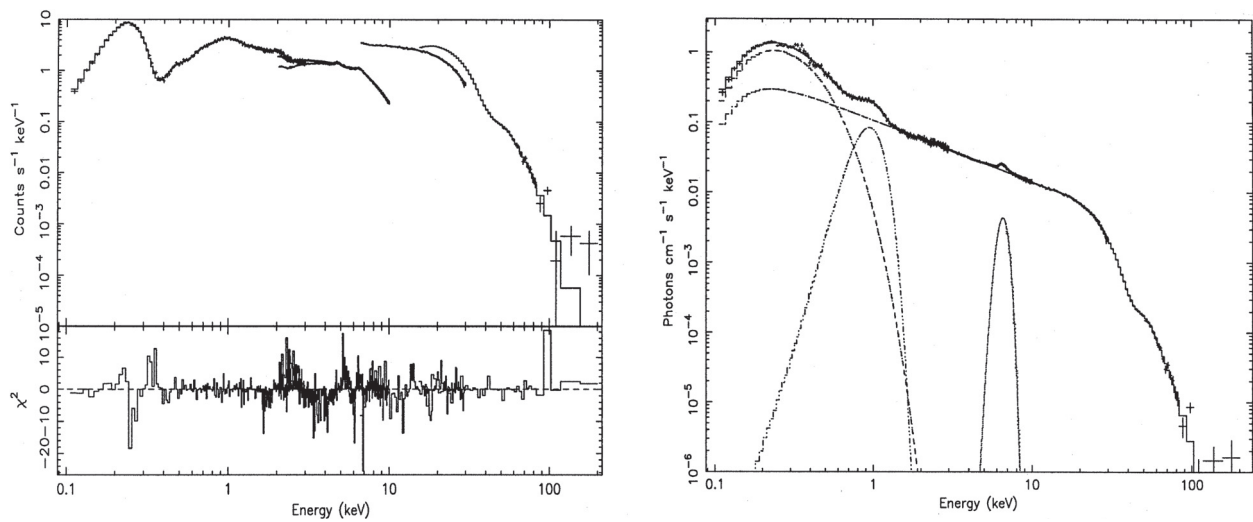 10
1
0.1
0.01
10⁻³
10⁻⁴
10⁻⁵
Counts s⁻¹ keV⁻¹
10
0
−10
−20
χ²
0.1 1 10 100
Energy (keV)
1
0.1
0.01
10⁻³
10⁻⁴
10⁻⁵
10⁻⁶
Photons cm⁻¹ s⁻¹ keV⁻¹
0.1 1 10 100
Energy (keV)